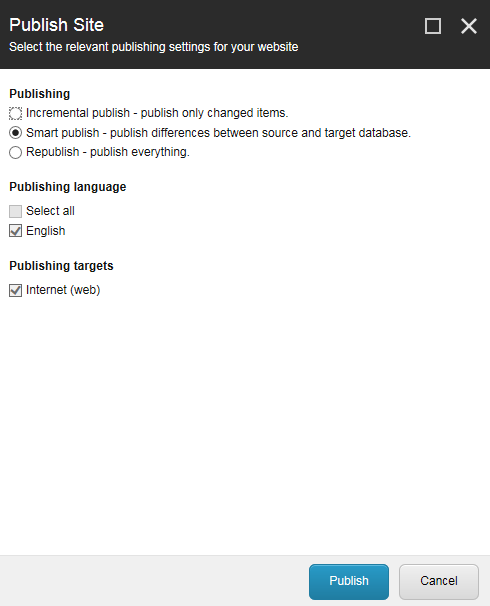 Publish Site
Select the relevant publishing settings for your website
Publishing
Incremental publish - publish only changed items.
Smart publish - publish differences between source and target database.
Republish - publish everything.
Publishing language
Select all
English
Publishing targets
Internet (web)
Publish
Cancel